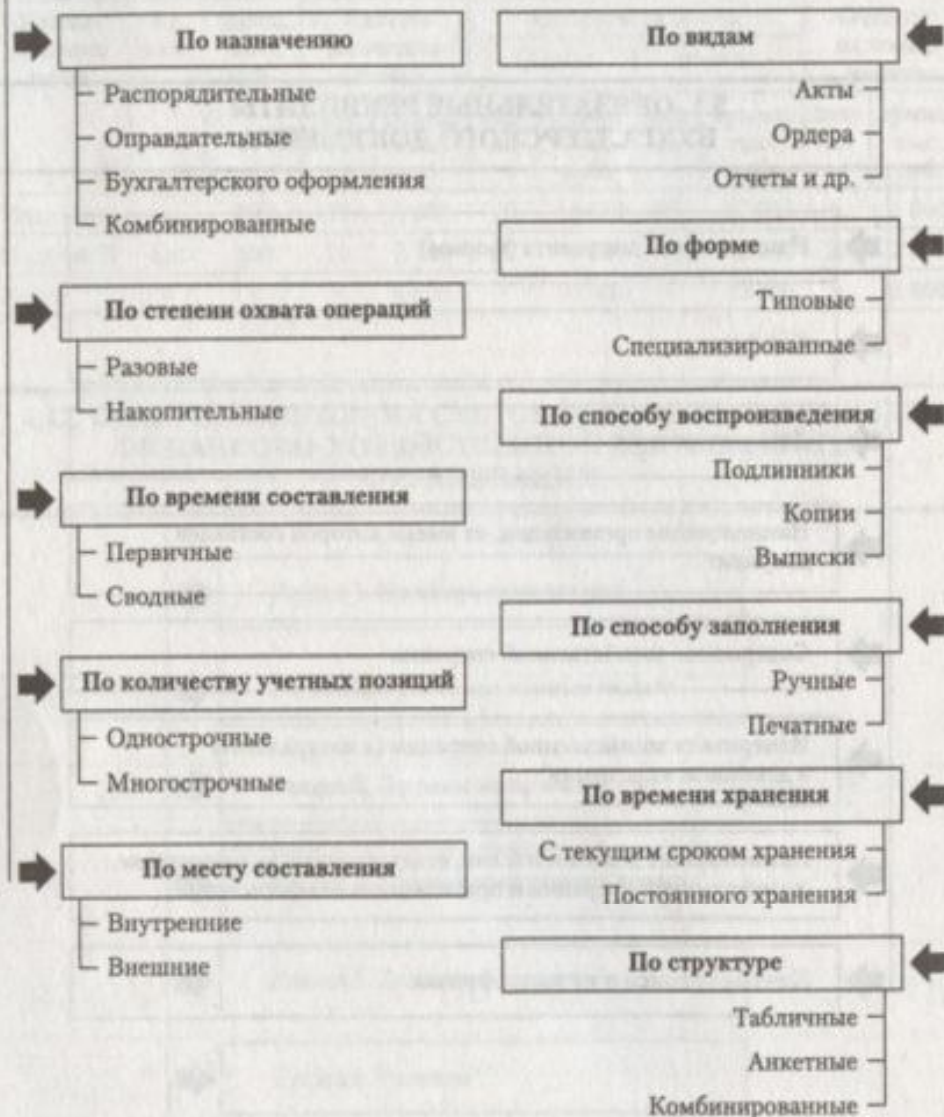 По назначению
Распорядительные
Оправдательные
Бухгалтерского оформления
Комбинированные
По степени охвата операций
Разовые
Накопительные
По времени составления
Первичные
Сводные
По количеству учетных позиций
Однострочные
Многострочные
По месту составления
Внутренние
Внешние
По видам
Акты
Ордера
Отчеты и др.
По форме
Типовые
Специализированные
По способу воспроизведения
Подлинники
Копии
Выписки
По способу заполнения
Ручные
Печатные
По времени хранения
С текущим сроком хранения
Постоянного хранения
По структуре
Табличные
Анкетные
Комбинированные